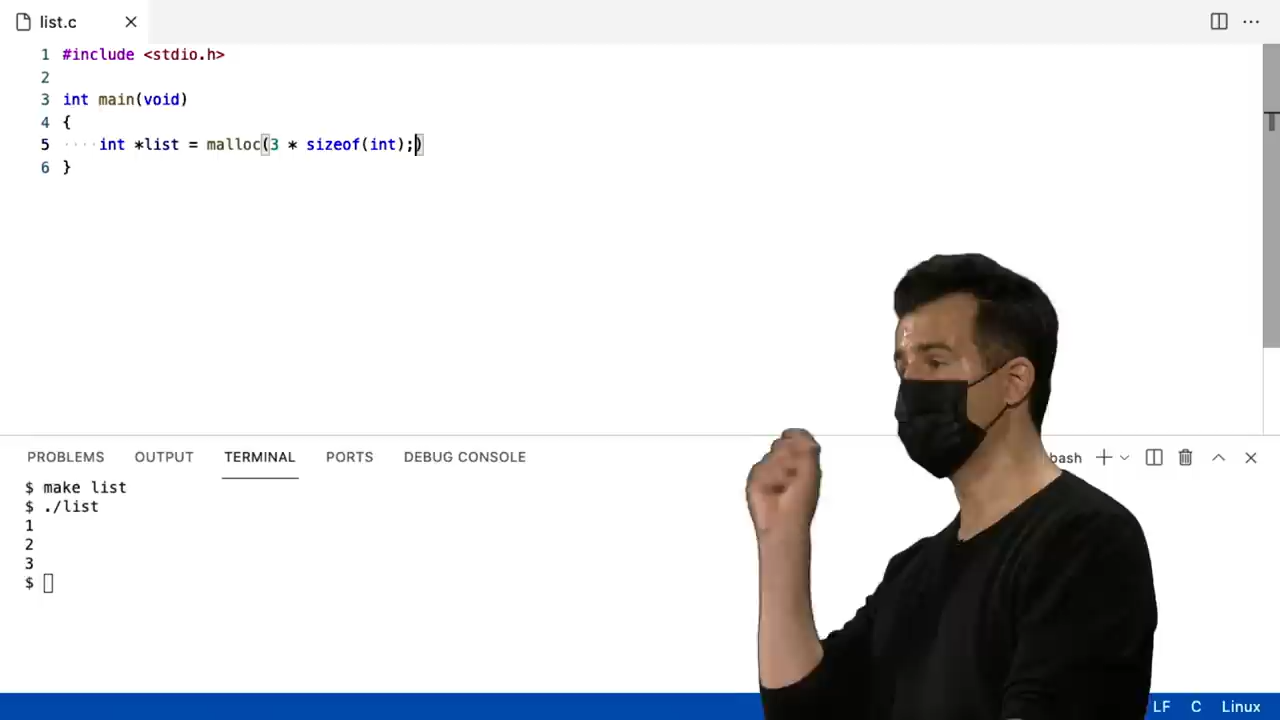 list.c
1 #include <stdio.h>
2
3 int main(void)
4 {
5 int *list = malloc(3 * sizeof(int);)
6 }
PROBLEMS OUTPUT TERMINAL PORTS DEBUG CONSOLE bash
$ make list
$ ./list
1
2
3
$
LF C Linux